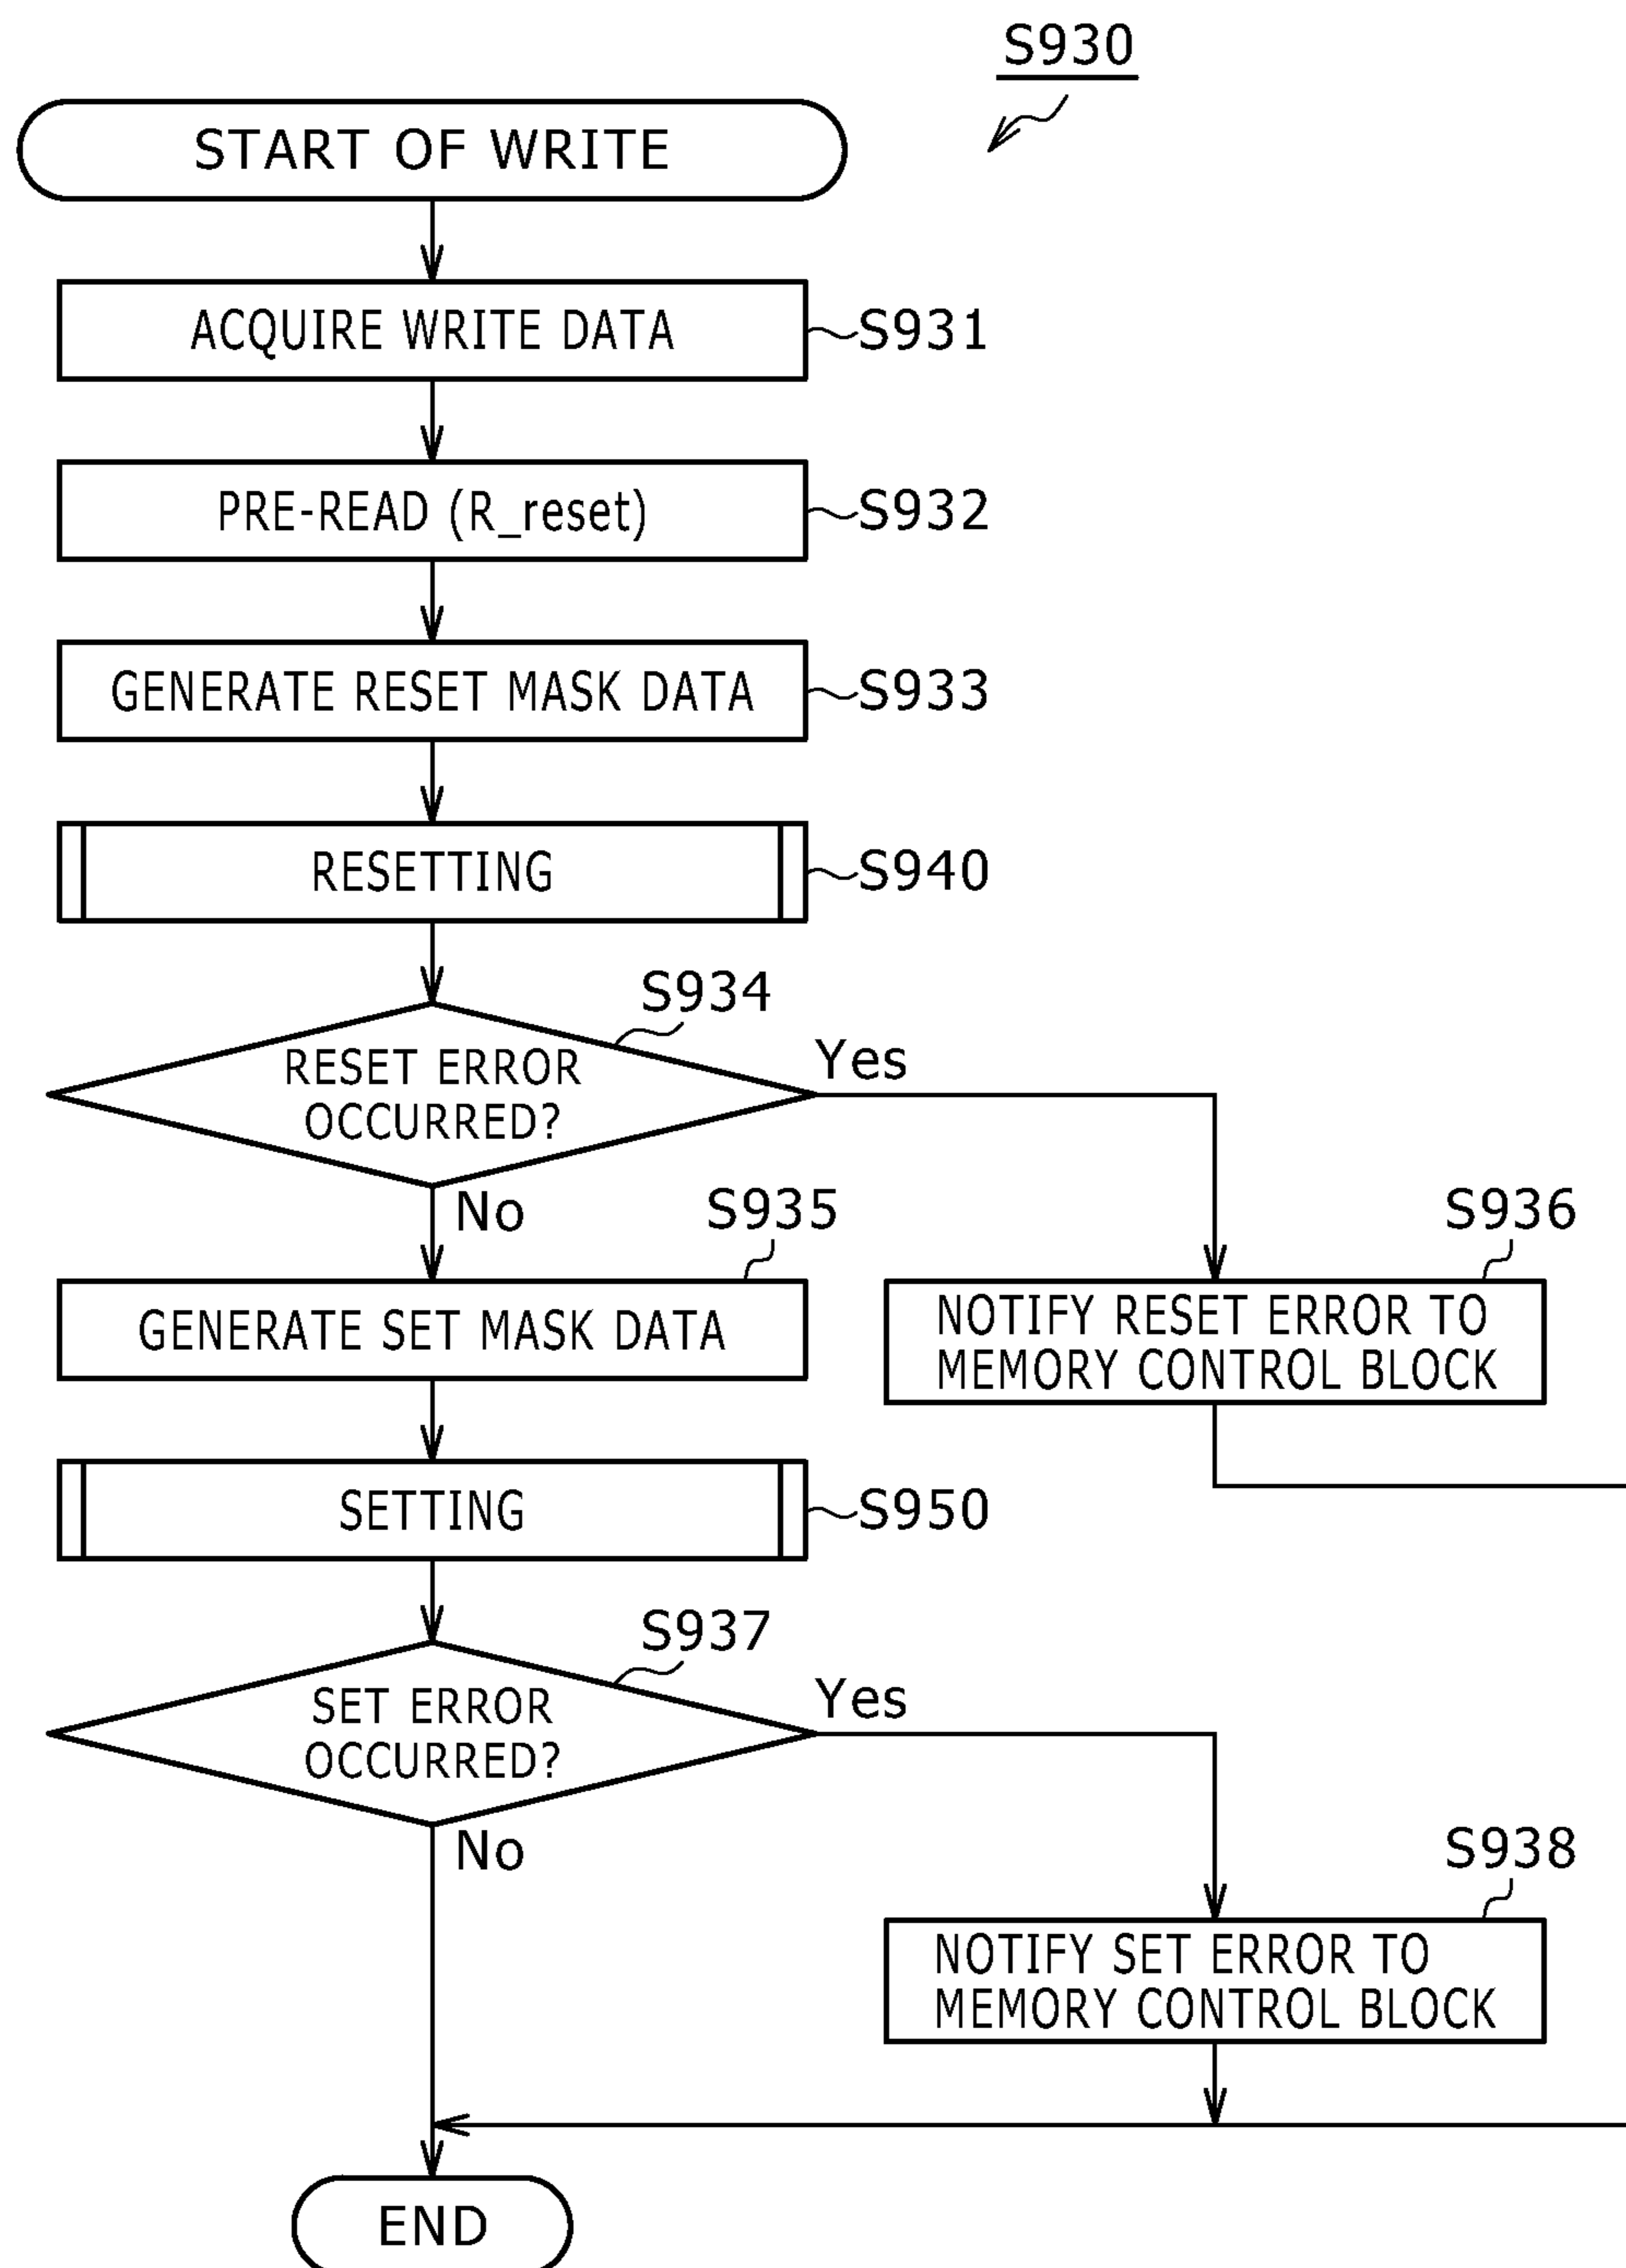 S930
START OF WRITE
ACQUIRE WRITE DATA
S931
PRE-READ (R_reset)
S932
GENERATE RESET MASK DATA
S933
RESETTING
S940
S934
RESET ERROR
OCCURRED?
Yes
No
S935
S936
GENERATE SET MASK DATA
NOTIFY RESET ERROR TO
MEMORY CONTROL BLOCK
SETTING
S950
S937
SET ERROR
OCCURRED?
Yes
No
S938
NOTIFY SET ERROR TO
MEMORY CONTROL BLOCK
END